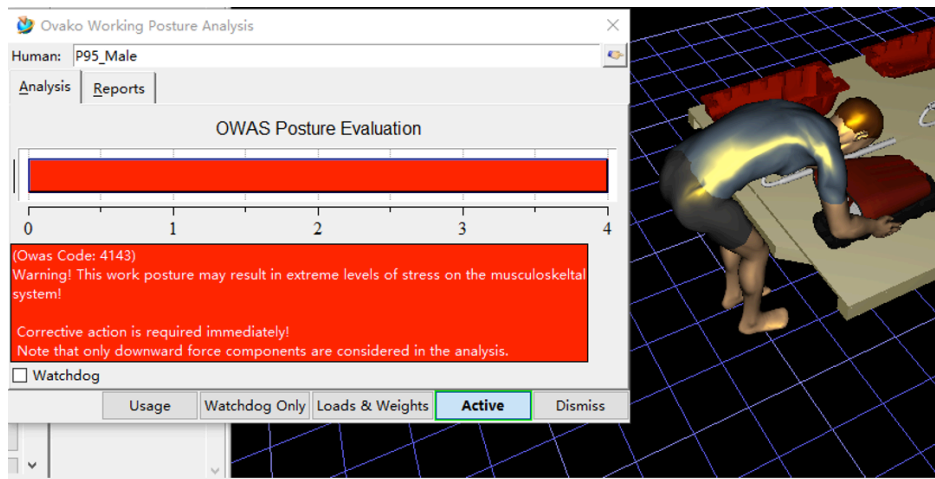 Ovako Working Posture Analysis
Human: P95_Male
Analysis Reports
OWAS Posture Evaluation
0 1 2 3 4
(Owas Code: 4143)
Warning! This work posture may result in extreme levels of stress on the musculoskeltal
system!
Corrective action is required immediately!
Note that only downward force components are considered in the analysis.
Watchdog
Usage Watchdog Only Loads & Weights Active Dismiss